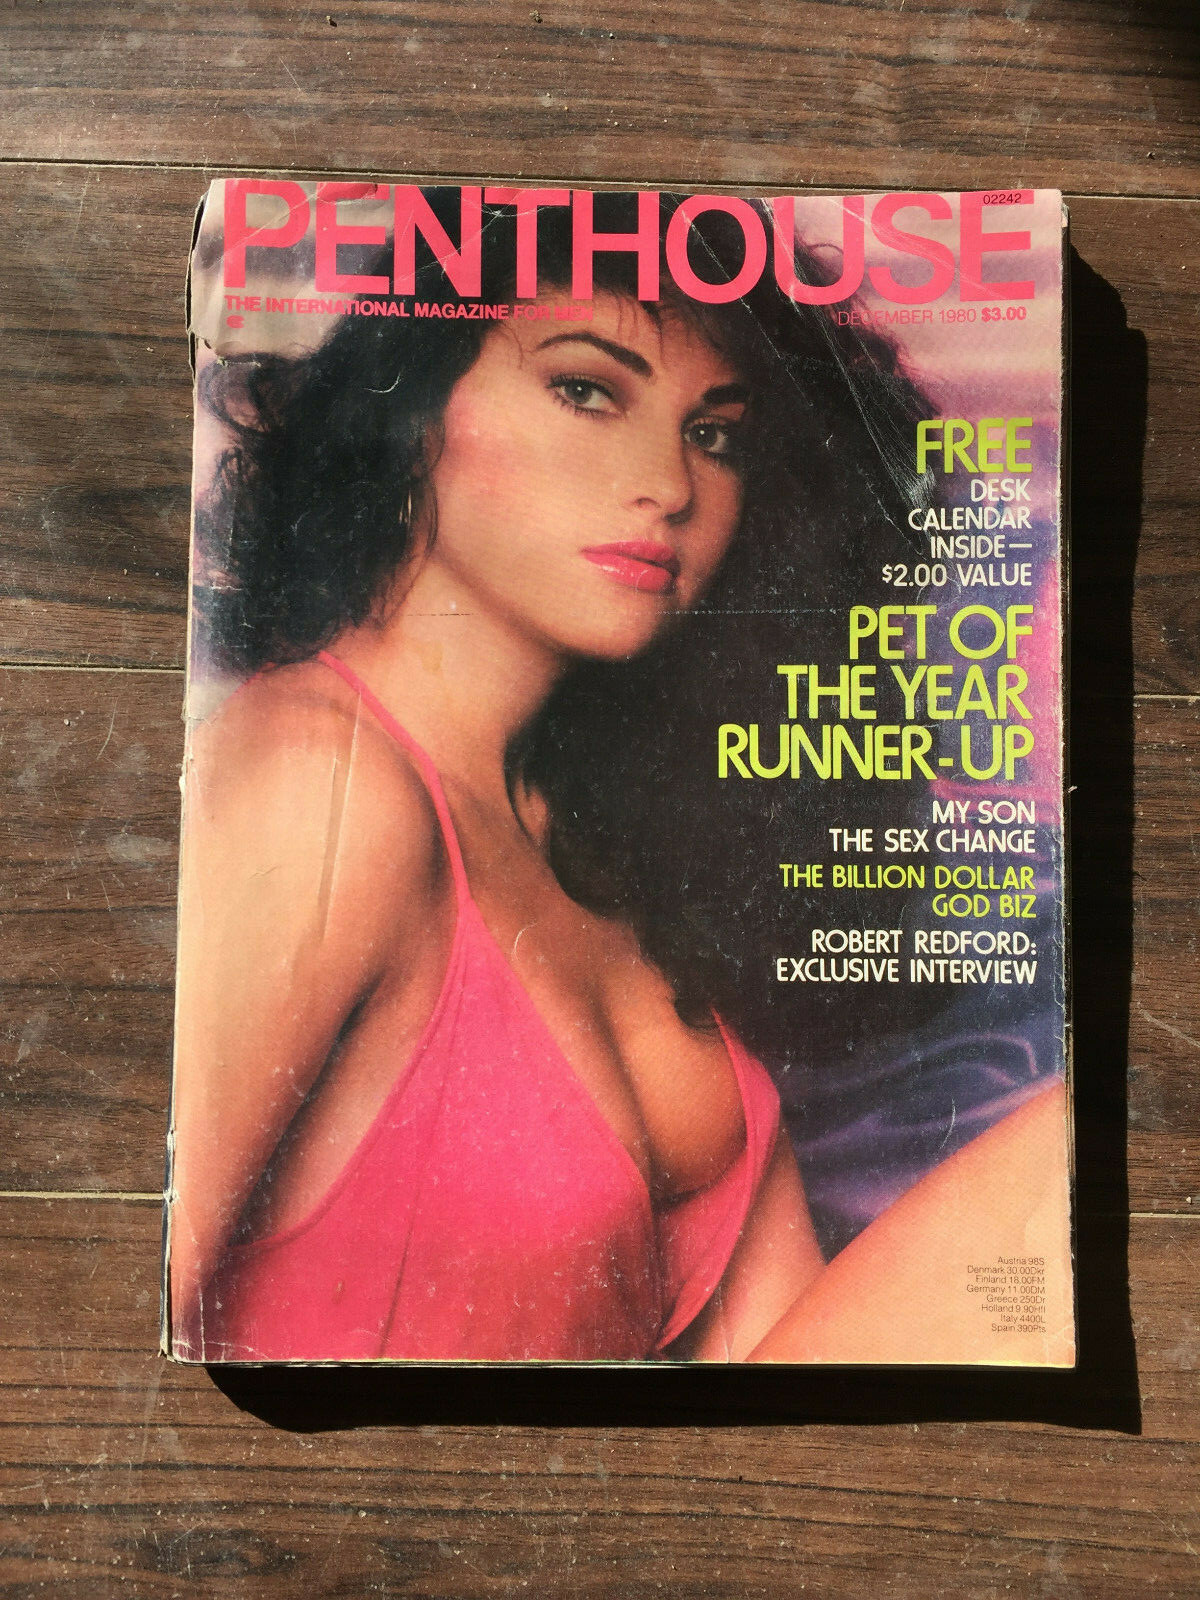 PENTHOUSE
02242
THE INTERNATIONAL MAGAZINE FOR MEN
DECEMBER 1980 $3.00
FREE
DESK
CALENDAR
INSIDE—
$2.00 VALUE
PET OF
THE YEAR
RUNNER-UP
MY SON
THE SEX CHANGE
THE BILLION DOLLAR
GOD BIZ
ROBERT REDFORD:
EXCLUSIVE INTERVIEW
Austria 98S
Denmark 30.00Dkr
Finland 18.00FM
Germany 11.00DM
Greece 250Dr
Holland 9.90Hfl
Italy 4400L
Spain 390Pts